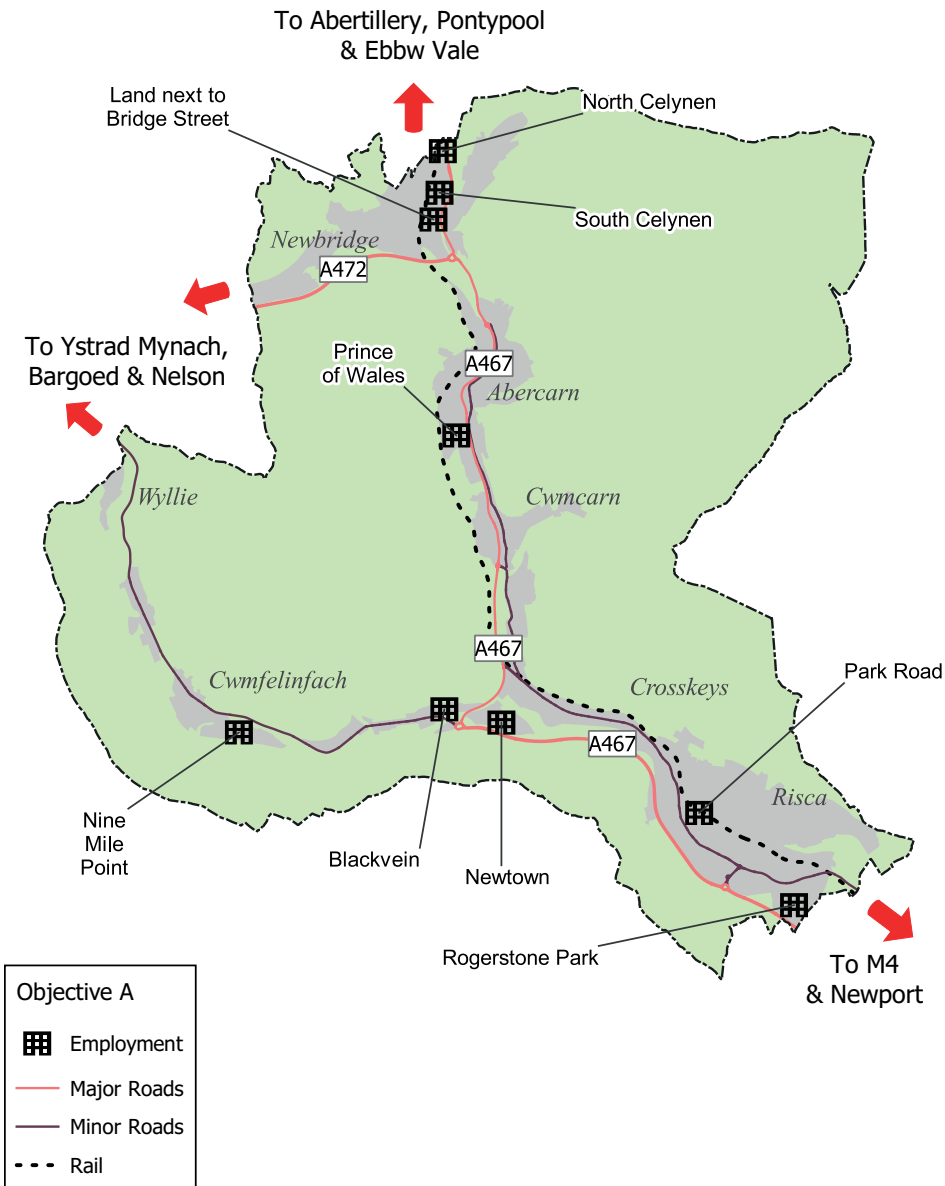 To Abertillery, Pontypool
& Ebbw Vale
Land next to
Bridge Street
North Celynen
South Celynen
Newbridge
A472
To Ystrad Mynach,
Bargoed & Nelson
Prince
of Wales
A467
Abercarn
Wyllie
Cwmcarn
A467
Cwmfelinfach
Crosskeys
Park Road
A467
Risca
Nine
Mile
Point
Blackvein
Newtown
Rogerstone Park
To M4
& Newport
Objective A
Employment
Major Roads
Minor Roads
Rail